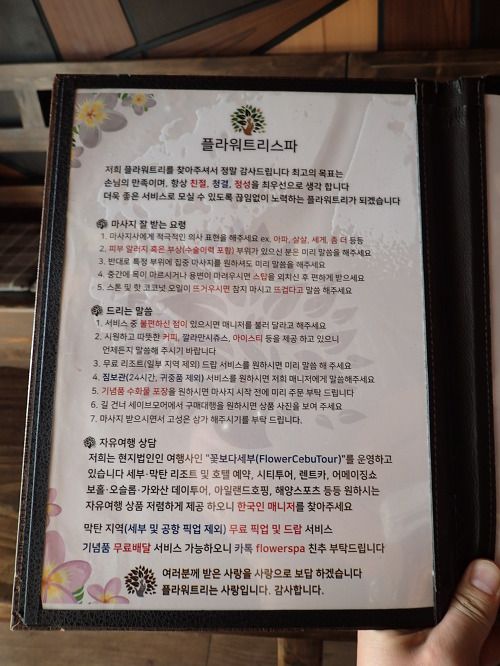 플라워트리스파
저희 플라워트리를 찾아주셔서 정말 감사드립니다 최고의 목표는
손님의 만족이며, 항상 친절, 청결, 정성을 최우선으로 생각 합니다
더욱 좋은 서비스로 모실 수 있도록 끊임없이 노력하는 플라워트리가 되겠습니다
마사지 잘 받는 요령
1. 마사지사에게 적극적인 의사 표현을 해주세요 ex. 아파, 살살, 세게, 좀 더 등등
2. 피부 알러지 혹은 부상(수술이력 포함) 부위가 있으신 분은 미리 말씀을 해주세요
3. 반대로 특정 부위에 집중 마사지를 원하셔도 미리 말씀을 해주세요
4. 중간에 목이 마르시거나 용변이 마려우시면 스탑을 외치신 후 편하게 받으세요
5. 스톤 및 핫 코코넛 오일이 뜨거우시면 참지 마시고 뜨겁다고 말씀 해주세요
드리는 말씀
1. 서비스 중 불편하신 점이 있으시면 매니저를 불러 달라고 해주세요
2. 시원하고 따뜻한 커피, 깔라만시쥬스, 아이스티 등을 제공 하고 있으니
언제든지 말씀해 주시기 바랍니다
3. 무료 리조트(일부 지역 제외) 드랍 서비스를 원하시면 미리 말씀 해 주세요
4. 짐보관(24시간, 귀중품 제외) 서비스를 원하시면 저희 매니저에게 말씀해주세요
5. 기념품 수화물 포장을 원하시면 마사지 시작 전에 미리 주문 부탁 드립니다
6. 길 건너 세이브모어에서 구매대행을 원하시면 상품 사진을 보여 주세요
7. 마사지 받으시면서 고성은 삼가 해주시기를 부탁 드립니다.
자유여행 상담
저희는 현지법인인 여행사인 "꽃보다세부(FlowerCebuTour)"를 운영하고
있습니다 세부·막탄 리조트 및 호텔 예약, 시티투어, 렌트카, 어메이징쇼
보홀·오슬롭·가와산 데이투어, 아일랜드호핑, 해양스포츠 등등 원하시는
자유여행 상품 저렴하게 제공 하오니 한국인 매니저를 찾아주세요
막탄 지역(세부 및 공항 픽업 제외) 무료 픽업 및 드랍 서비스
기념품 무료배달 서비스 가능하오니 카톡 flowerspa 친추 부탁드립니다
여러분께 받은 사랑을 사랑으로 보답 하겠습니다
플라워트리는 사랑입니다. 감사합니다.